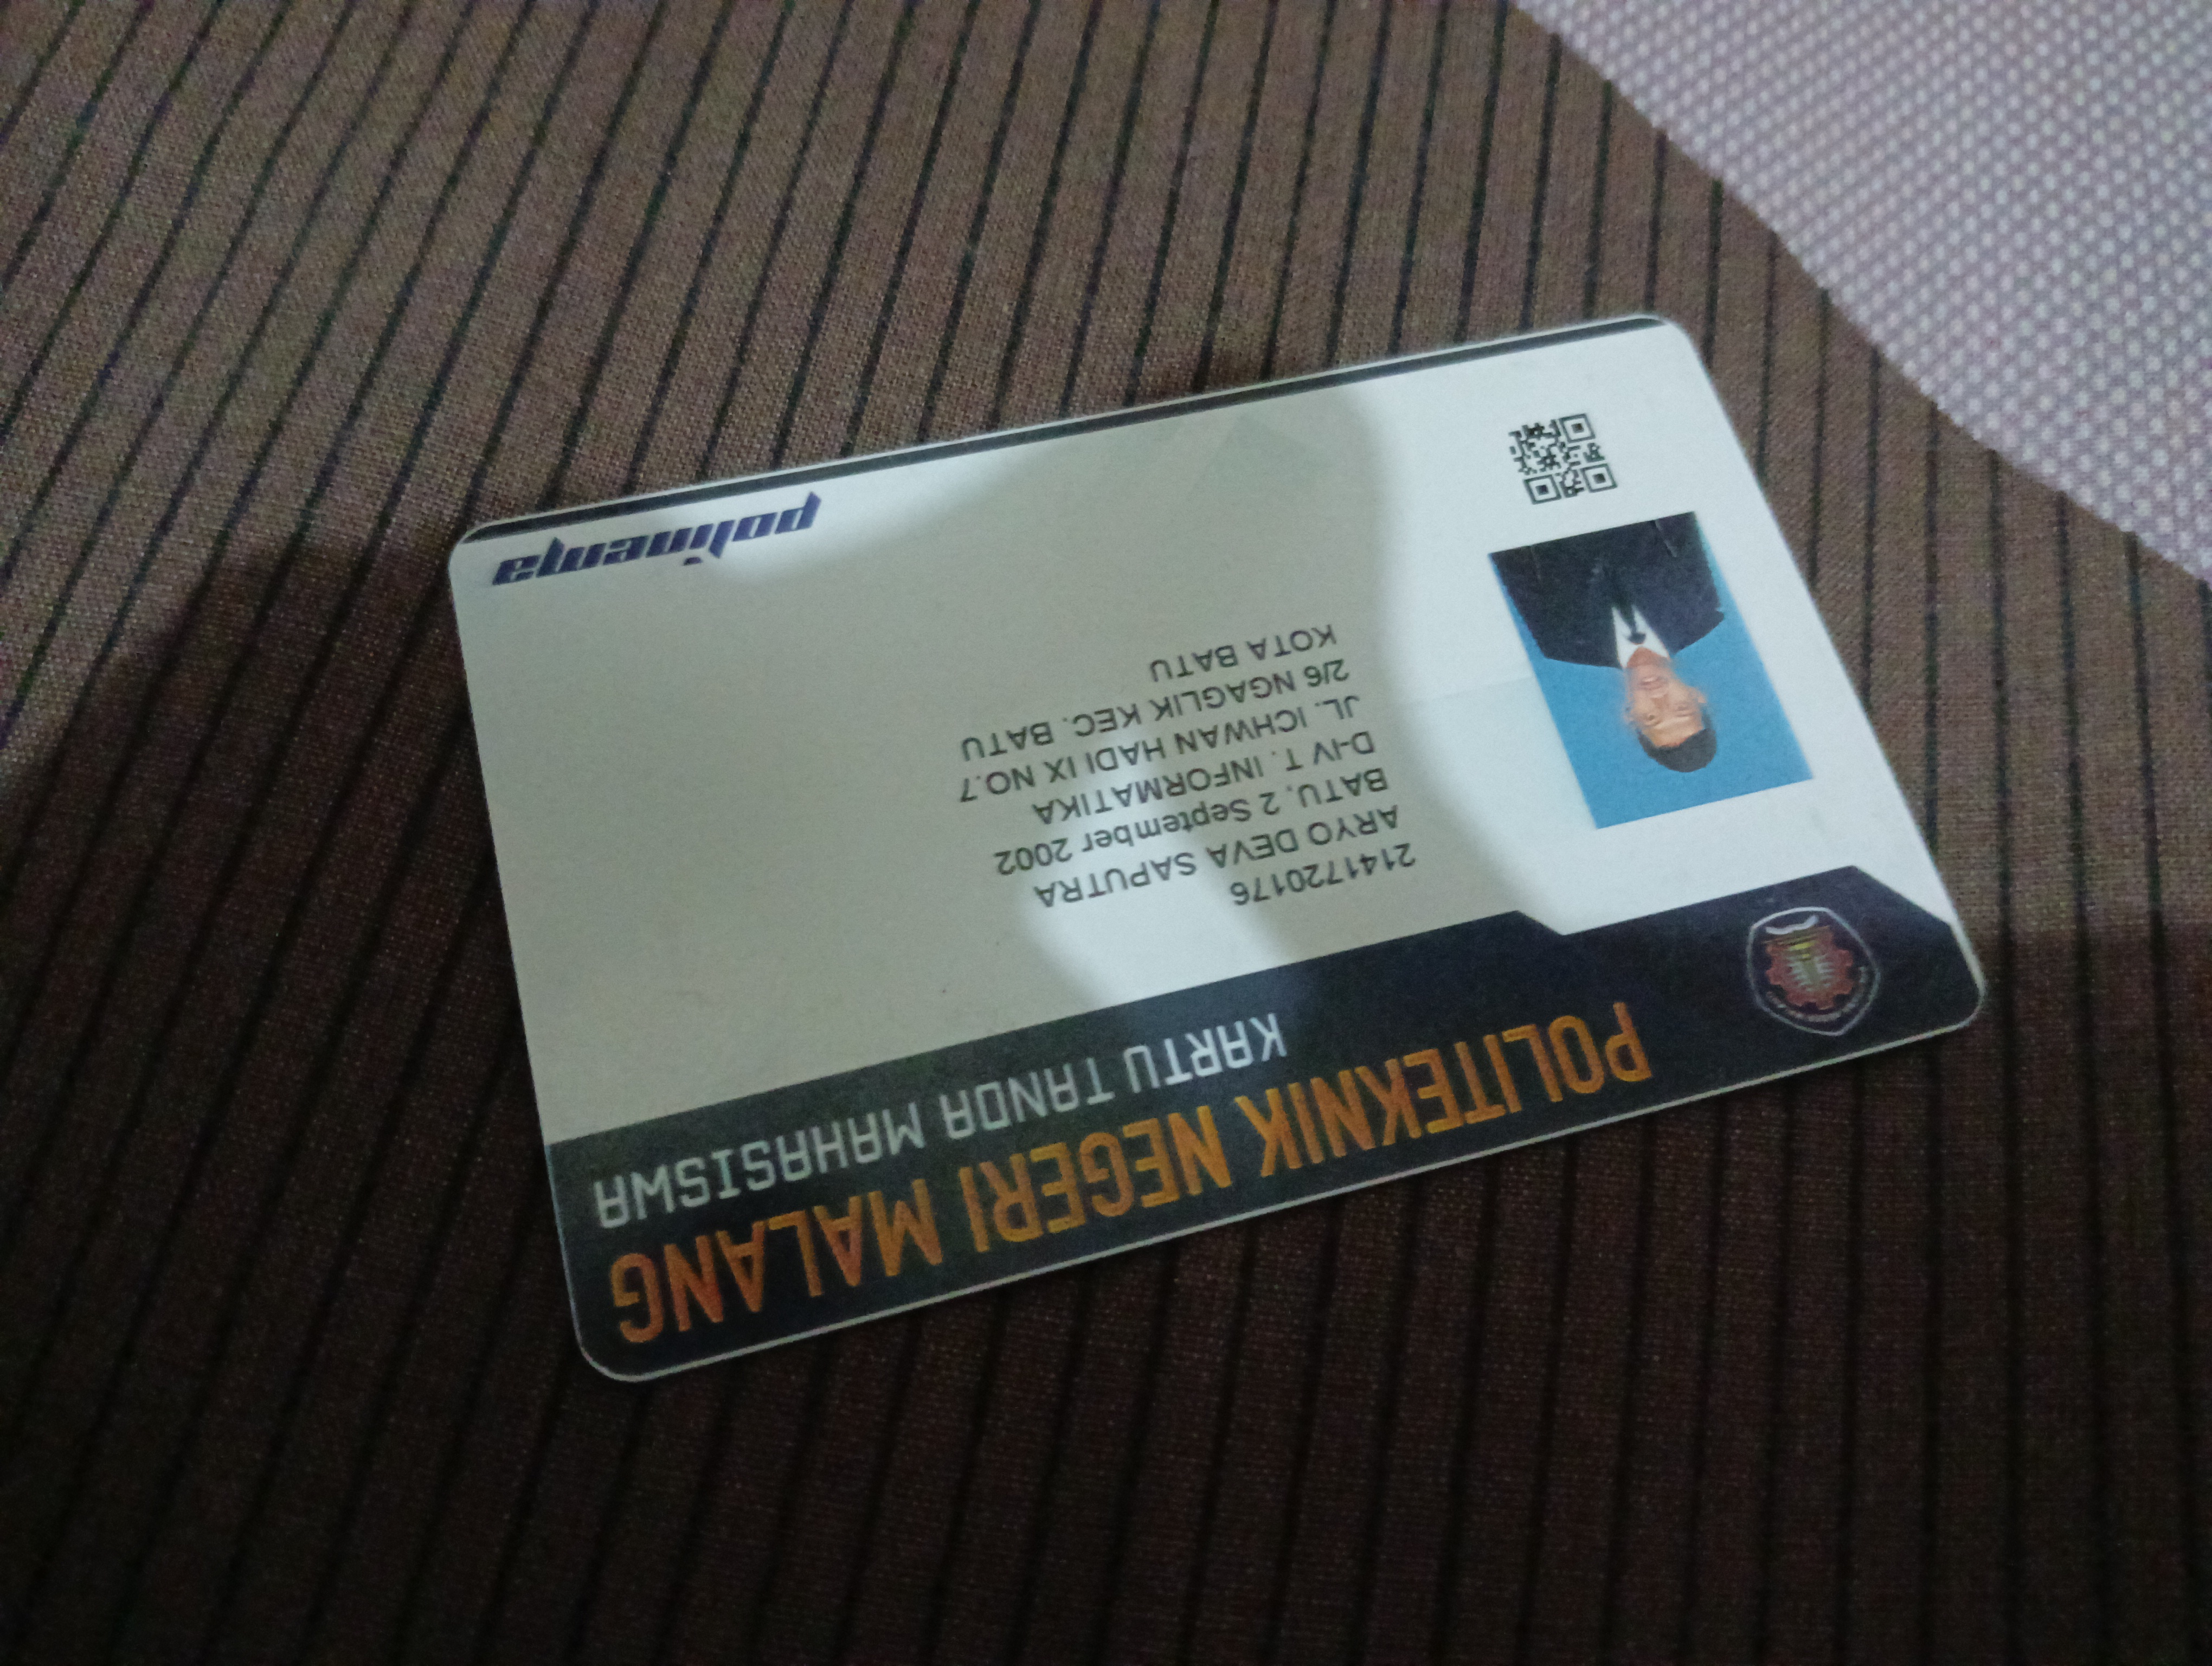 POLITEKNIK NEGERI MALANG
KARTU TANDA MAHASISWA
2141720176
ARYO DEVA SAPUTRA
BATU, 2 September 2002
D-IV T. INFORMATIKA
JL. ICHWAN HADI IX NO.7
2/6 NGAGLIK KEC. BATU
KOTA BATU
polinema